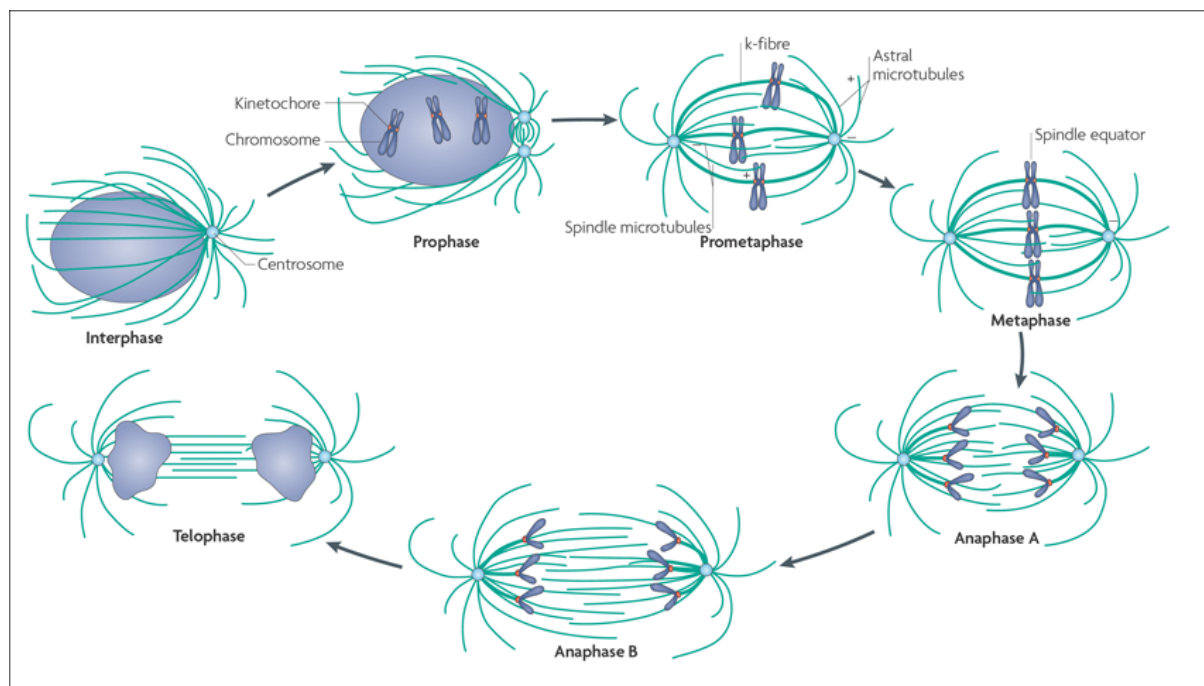 k-fibre
Astral
microtubules
+
Kinetochore
Chromosome
Spindle equator
−
−
+
Spindle microtubules
Prophase
Prometaphase
−
Centrosome
Interphase
Metaphase
Telophase
Anaphase A
Anaphase B